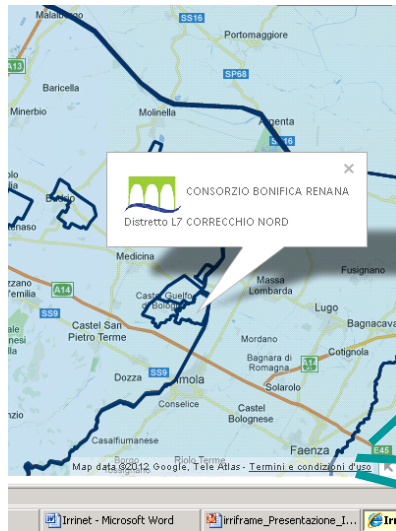 Malalbergo
SS16
Portomaggiore
A13
SP68
Baricella
Minerbio
Molinella
Argenta
SS16
CONSORZIO BONIFICA RENANA
Distretto L7 CORRECCHIO NORD
Budrio
Medicina
Fusignano
Massa
Lombarda
A14
Castel Guelfo
di Bologna
Lugo
SS9
Castel San
Pietro Terme
Bagnacava
Mordano
Cotignola
Bagnara di
Romagna
Solarolo
Dozza
SS9
Imola
Conselice
Castel
Bolognese
Casalfiumanese
Faenza
E45
Borgo
Riolo Terme
Map data ©2012 Google, Tele Atlas - Termini e condizioni d'uso
Irrinet - Microsoft Word
irriframe_Presentazione_I...
Irr